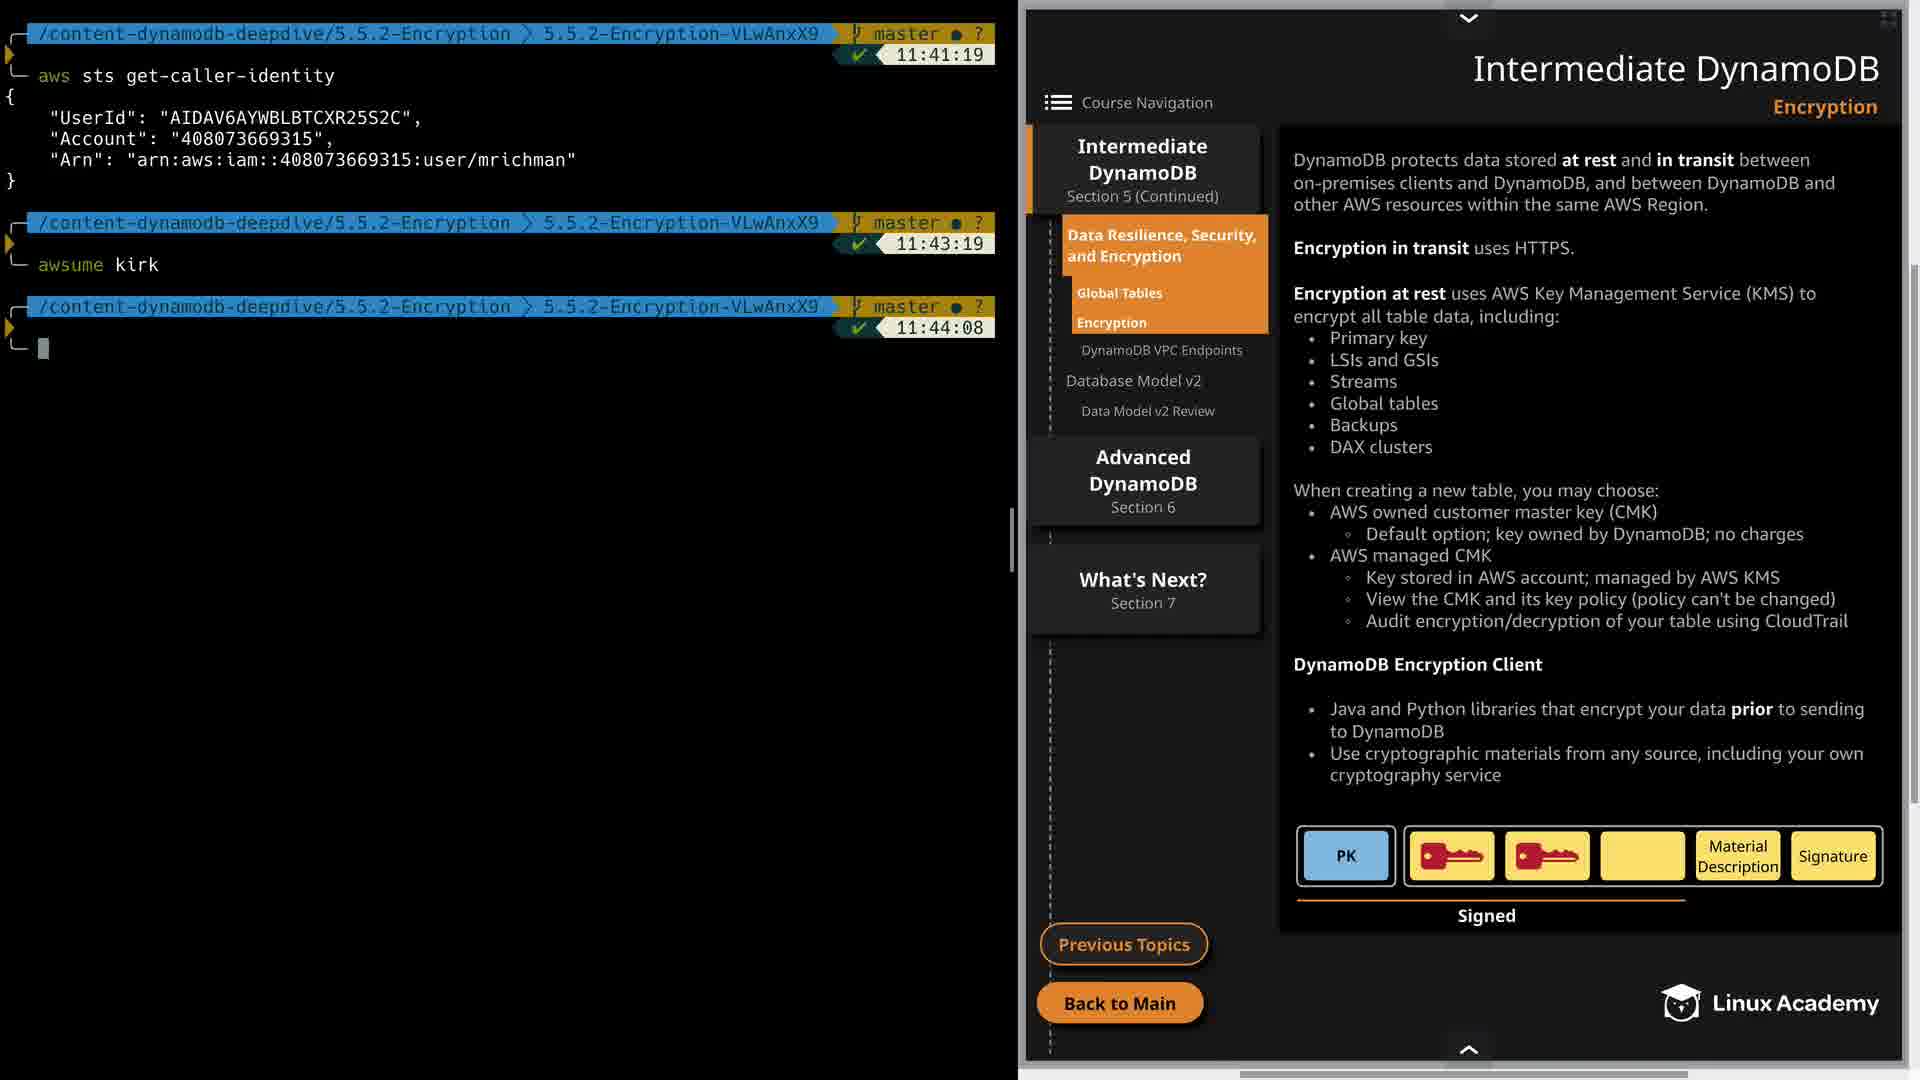 /content-dynamodb-deepdive/5.5.2-Encryption 5.5.2-Encryption-VLwAnxX9 master ● ?
✔ 11:41:19
aws sts get-caller-identity
{
"UserId": "AIDAV6AYWBLBTCXR25S2C",
"Account": "408073669315",
"Arn": "arn:aws:iam::408073669315:user/mrichman"
}
/content-dynamodb-deepdive/5.5.2-Encryption 5.5.2-Encryption-VLwAnxX9 master ● ?
✔ 11:43:19
awsume kirk
/content-dynamodb-deepdive/5.5.2-Encryption 5.5.2-Encryption-VLwAnxX9 master ● ?
✔ 11:44:08
Intermediate DynamoDB
Encryption
Course Navigation
Intermediate
DynamoDB
Section 5 (Continued)
Data Resilience, Security,
and Encryption
Global Tables
Encryption
DynamoDB VPC Endpoints
Database Model v2
Data Model v2 Review
Advanced
DynamoDB
Section 6
What's Next?
Section 7
Previous Topics
Back to Main
DynamoDB protects data stored at rest and in transit between
on-premises clients and DynamoDB, and between DynamoDB and
other AWS resources within the same AWS Region.
Encryption in transit uses HTTPS.
Encryption at rest uses AWS Key Management Service (KMS) to
encrypt all table data, including:
• Primary key
• LSIs and GSIs
• Streams
• Global tables
• Backups
• DAX clusters
When creating a new table, you may choose:
• AWS owned customer master key (CMK)
◦ Default option; key owned by DynamoDB; no charges
• AWS managed CMK
◦ Key stored in AWS account; managed by AWS KMS
◦ View the CMK and its key policy (policy can't be changed)
◦ Audit encryption/decryption of your table using CloudTrail
DynamoDB Encryption Client
• Java and Python libraries that encrypt your data prior to sending
to DynamoDB
• Use cryptographic materials from any source, including your own
cryptography service
PK
Material
Description
Signature
Signed
Linux Academy